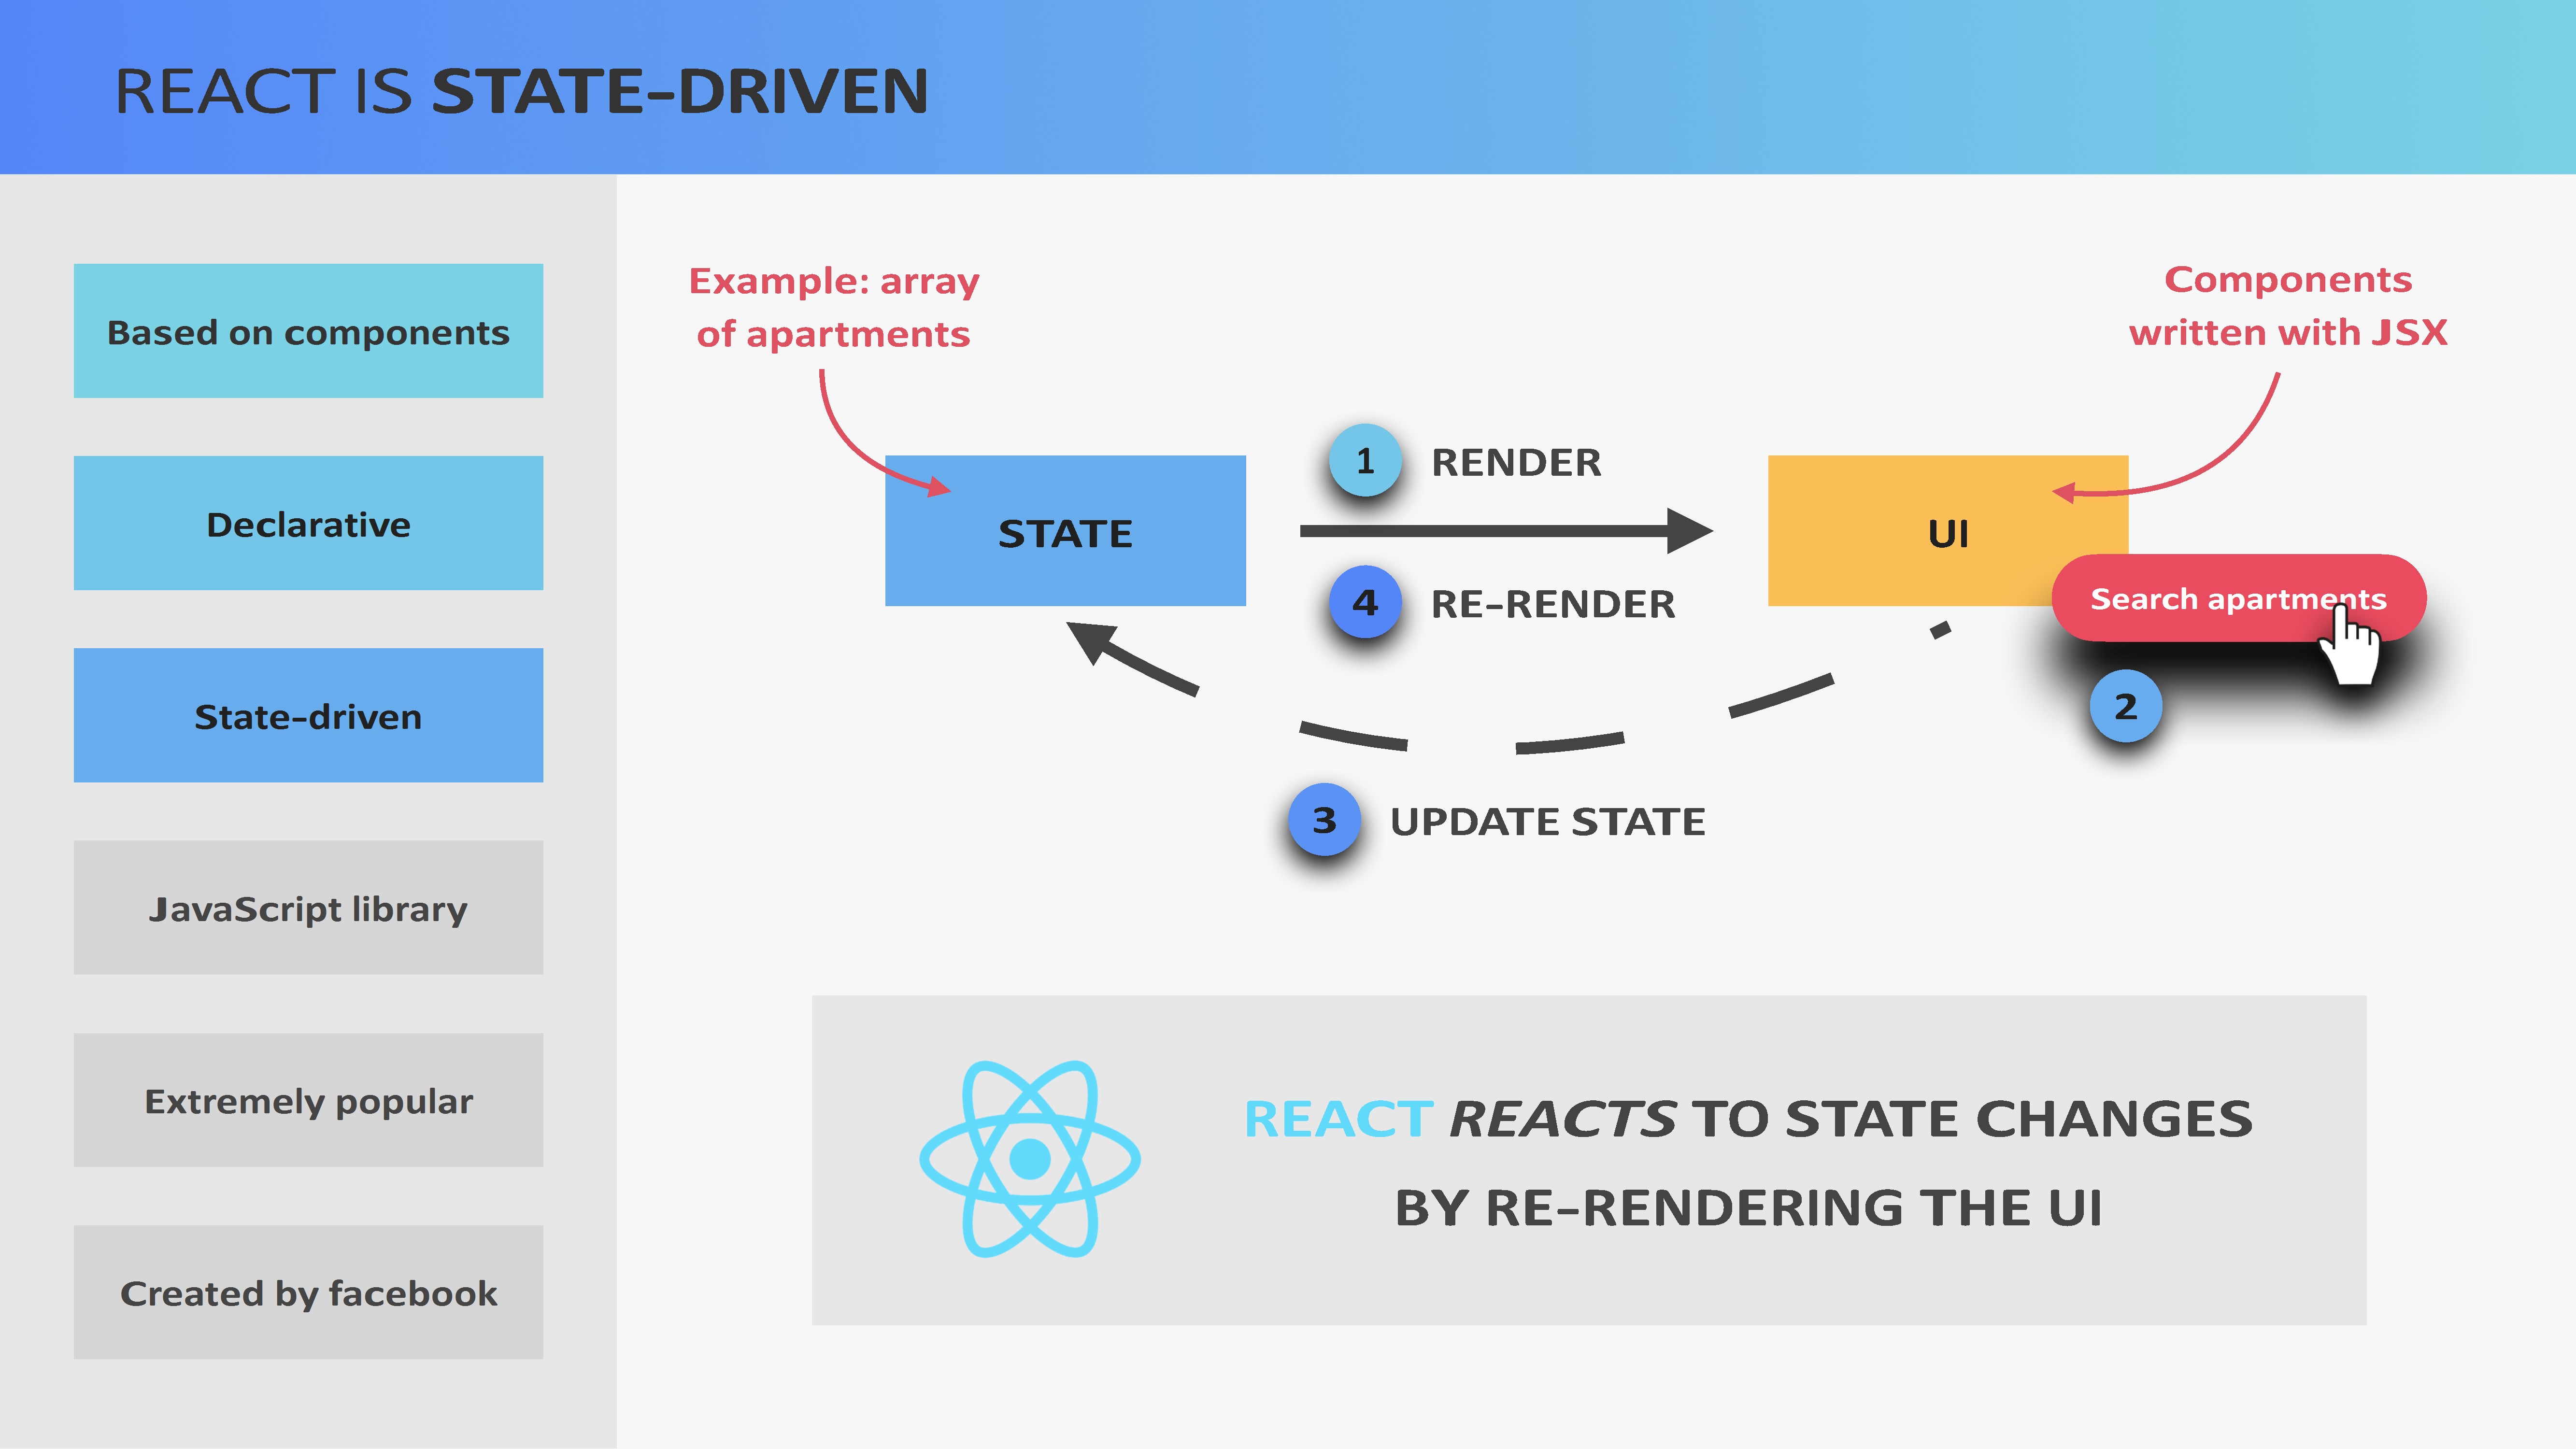 REACT IS STATE-DRIVEN
Based on components
Declarative
State-driven
JavaScript library
Extremely popular
Created by facebook
Example: array
of apartments
Components
written with JSX
STATE
1
RENDER
4
RE-RENDER
UI
Search apartments
2
3
UPDATE STATE
REACT REACTS TO STATE CHANGES
BY RE-RENDERING THE UI